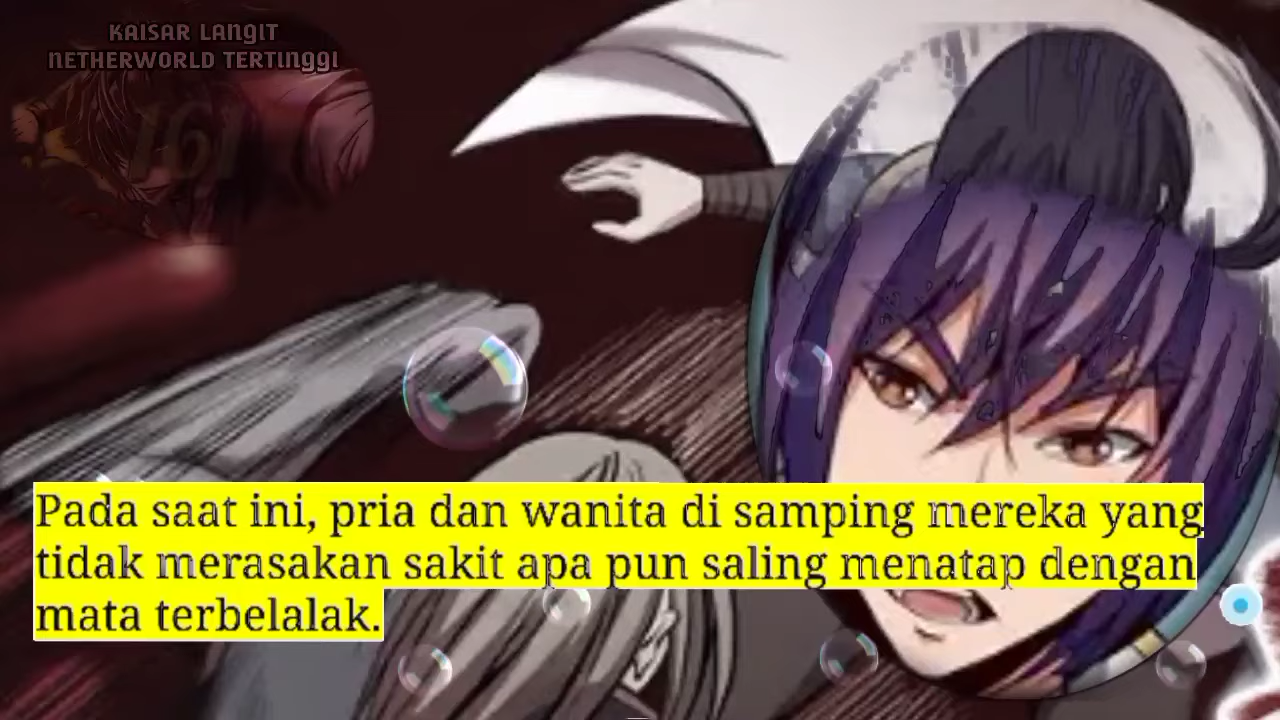 KAISAR LANGIT
NETHERWORLD TERTINGGI
161
Pada saat ini, pria dan wanita di samping mereka yang
tidak merasakan sakit apa pun saling menatap dengan
mata terbelalak.